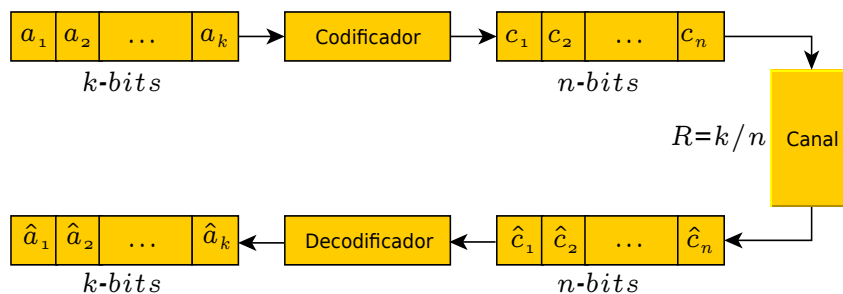 a₁ a₂ ... aₖ Codificador c₁ c₂ ... cₙ
k-bits n-bits
R=k/n Canal
â₁ â₂ ... âₖ Decodificador ĉ₁ ĉ₂ ... ĉₙ
k-bits n-bits